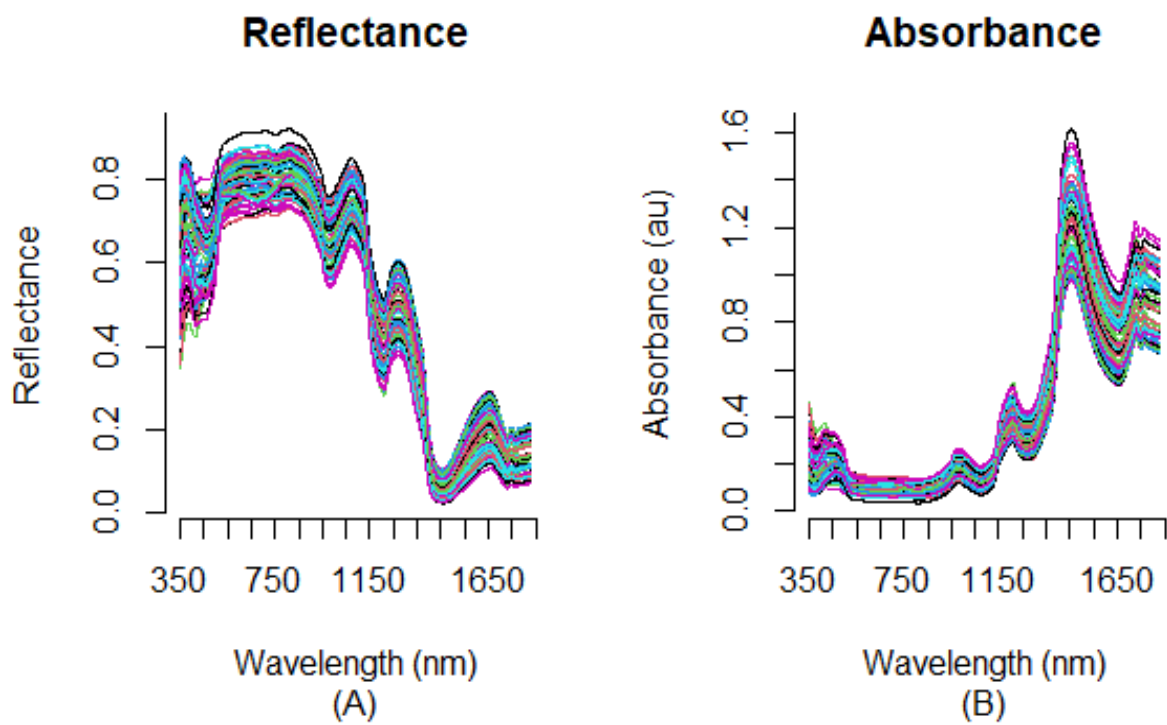 Reflectance
Reflectance
0.0 0.2 0.4 0.6 0.8
350 750 1150 1650
Wavelength (nm)
(A)
Absorbance
Absorbance (au)
0.0 0.4 0.8 1.2 1.6
350 750 1150 1650
Wavelength (nm)
(B)